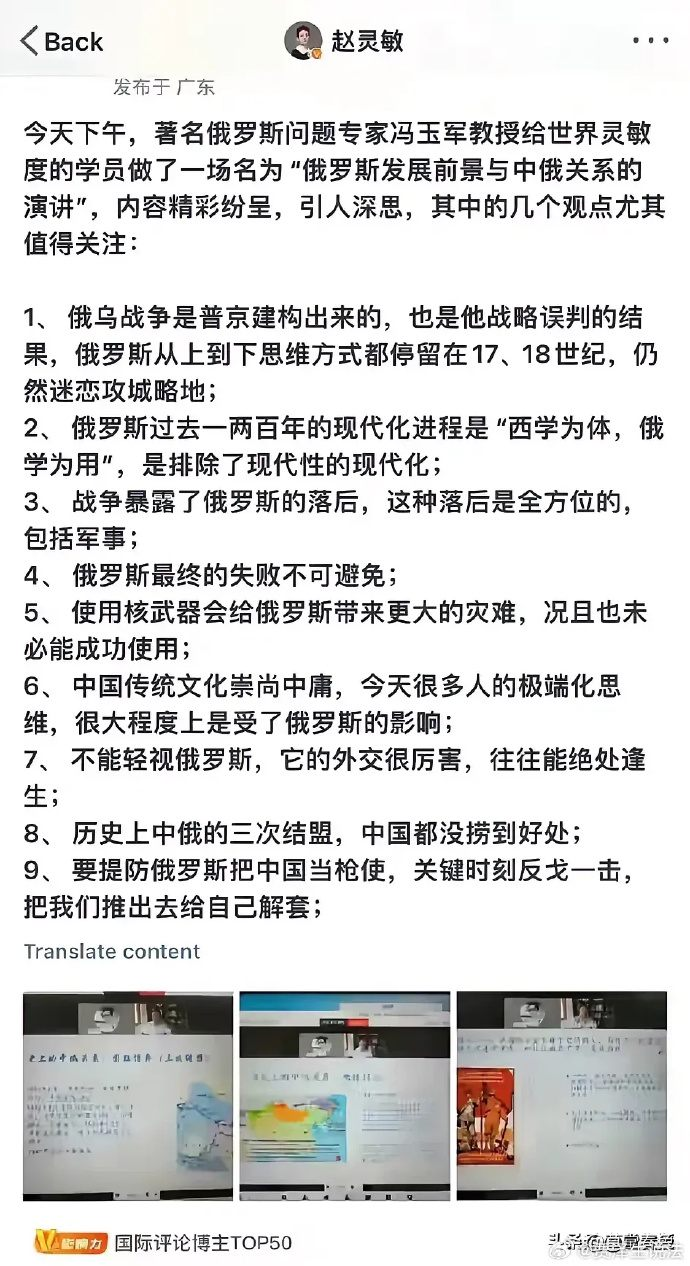 Back
赵灵敏
发布于 广东
今天下午，著名俄罗斯问题专家冯玉军教授给世界灵敏
度的学员做了一场名为 “俄罗斯发展前景与中俄关系的
演讲”，内容精彩纷呈，引人深思，其中的几个观点尤其
值得关注：
1、 俄乌战争是普京建构出来的，也是他战略误判的结
果，俄罗斯从上到下思维方式都停留在17、18世纪，仍
然迷恋攻城略地；
2、 俄罗斯过去一两百年的现代化进程是 “西学为体，俄
学为用”，是排除了现代性的现代化；
3、 战争暴露了俄罗斯的落后，这种落后是全方位的，
包括军事；
4、 俄罗斯最终的失败不可避免；
5、 使用核武器会给俄罗斯带来更大的灾难，况且也未
必能成功使用；
6、 中国传统文化崇尚中庸，今天很多人的极端化思
维，很大程度上是受了俄罗斯的影响；
7、 不能轻视俄罗斯，它的外交很厉害，往往能绝处逢
生；
8、 历史上中俄的三次结盟，中国都没捞到好处；
9、 要提防俄罗斯把中国当枪使，关键时刻反戈一击，
把我们推出去给自己解套；
Translate content
影响力 国际评论博主TOP50